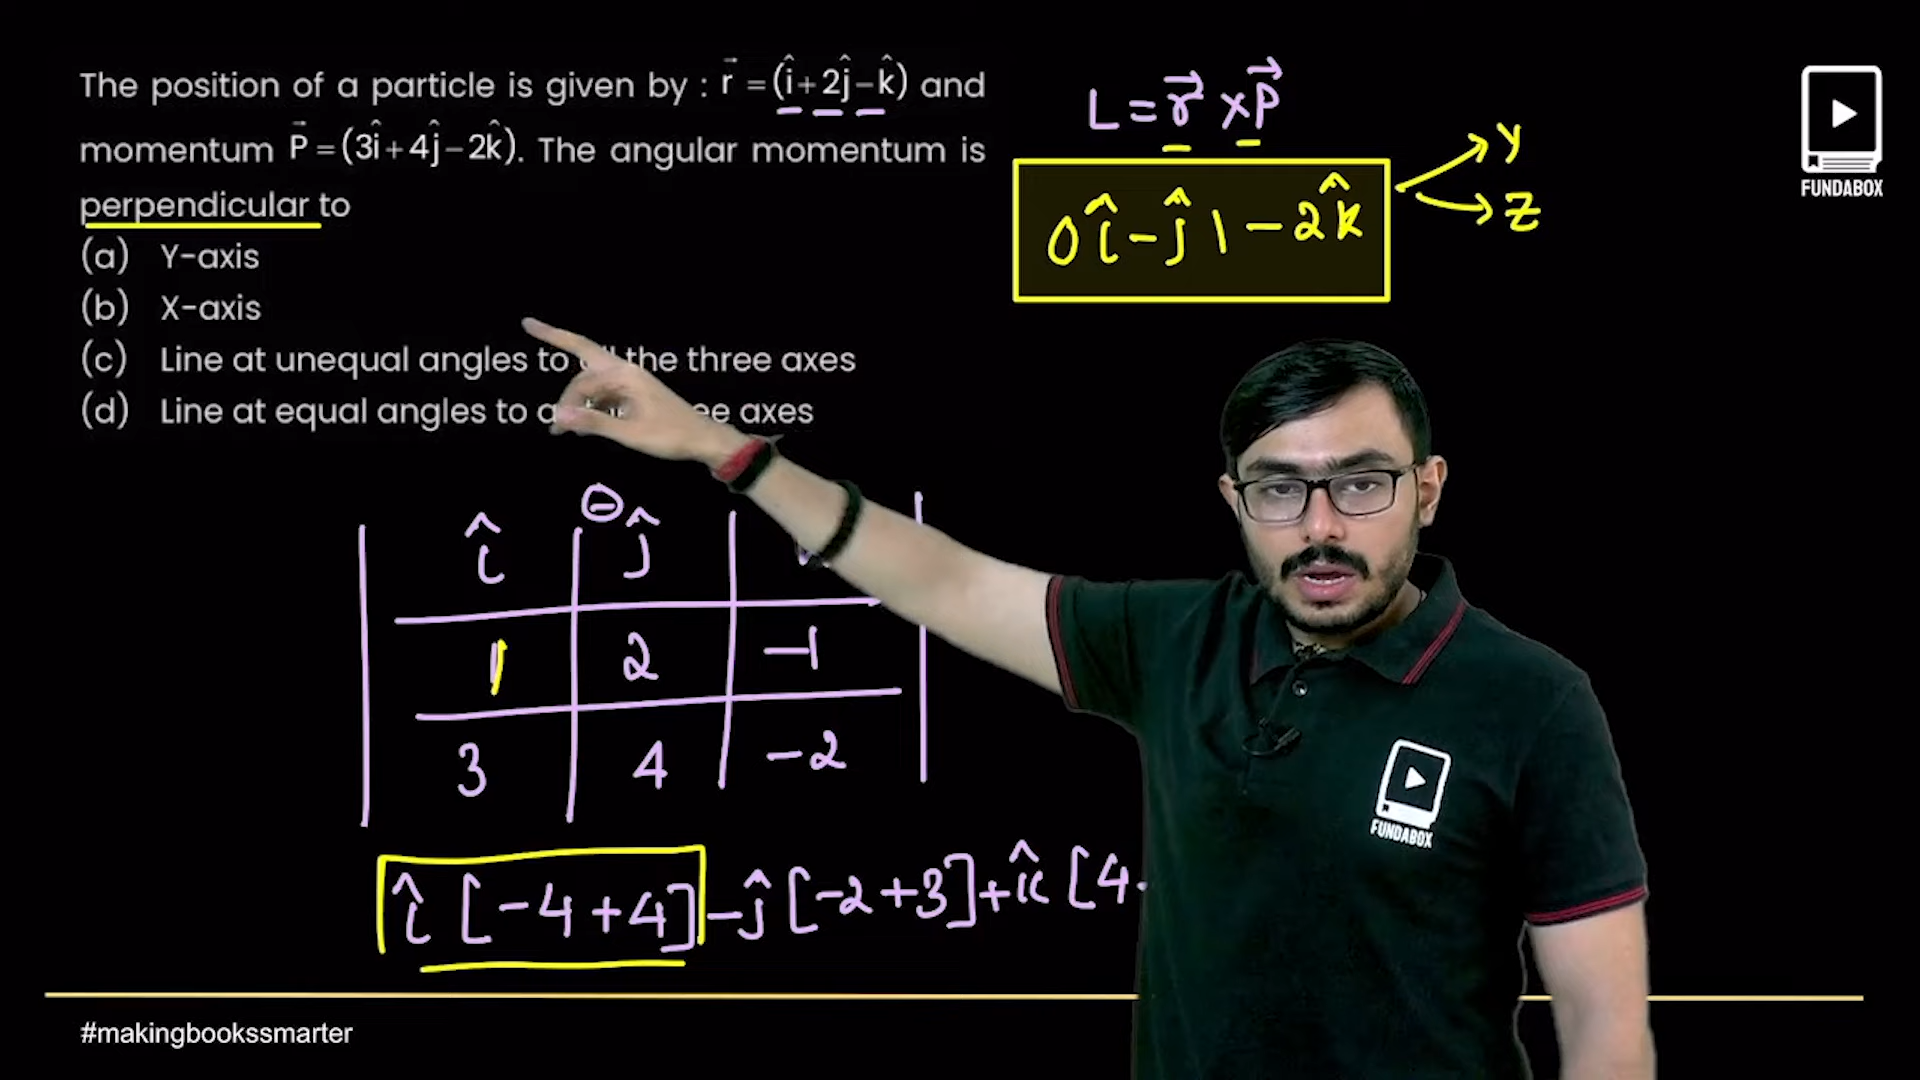 The position of a particle is given by : r⃗ = (î + 2ĵ − k̂) and
momentum P⃗ = (3î + 4ĵ − 2k̂). The angular momentum is
perpendicular to
(a) Y-axis
(b) X-axis
(c) Line at unequal angles to the three axes
(d) Line at equal angles to axes
L = r⃗ × P⃗
0î − ĵ1 − 2k̂
Y
Z
FUNDABOX
⊖
î ĵ
1 2 −1
3 4 −2
î [−4 + 4] − ĵ [−2 + 3] + k̂ [4
FUNDABOX
#makingbookssmarter